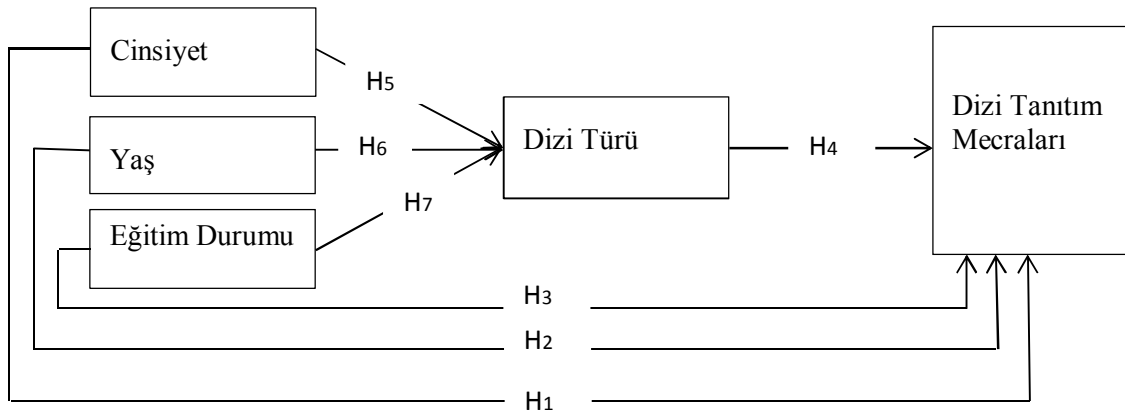 Cinsiyet
H5
Yaş
H6
Eğitim Durumu
H7
Dizi Türü
H4
Dizi Tanıtım
Mecraları
H3
H2
H1